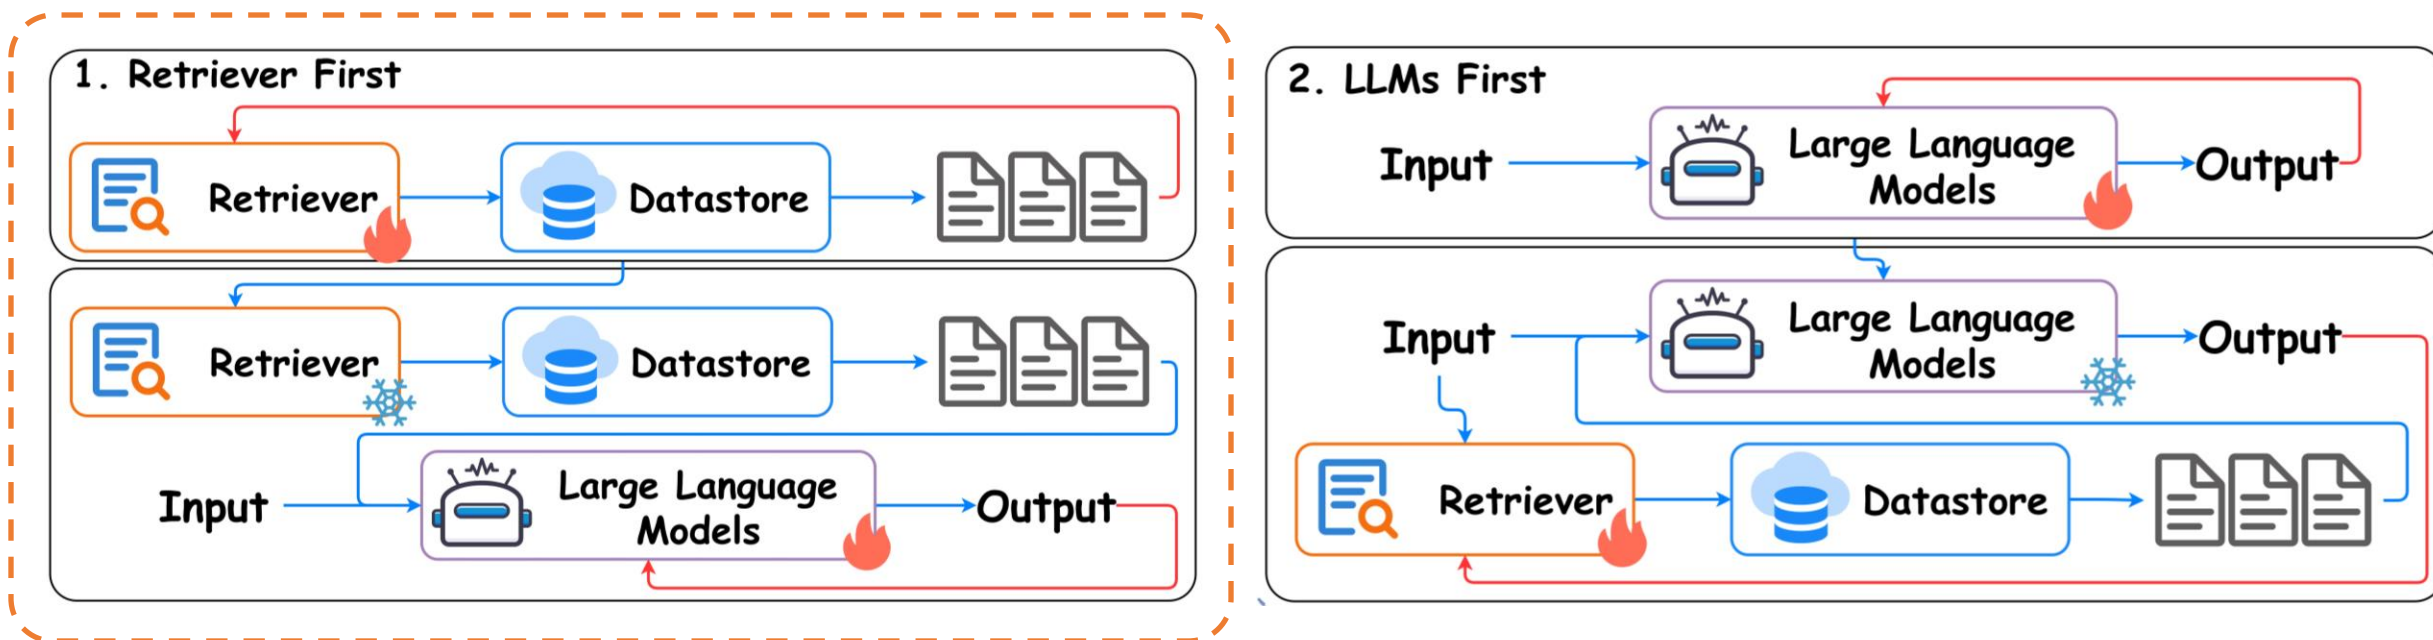 1. Retriever First
Retriever
Datastore
Retriever
Datastore
Input
Large Language
Models
Output
2. LLMs First
Input
Large Language
Models
Output
Input
Large Language
Models
Output
Retriever
Datastore